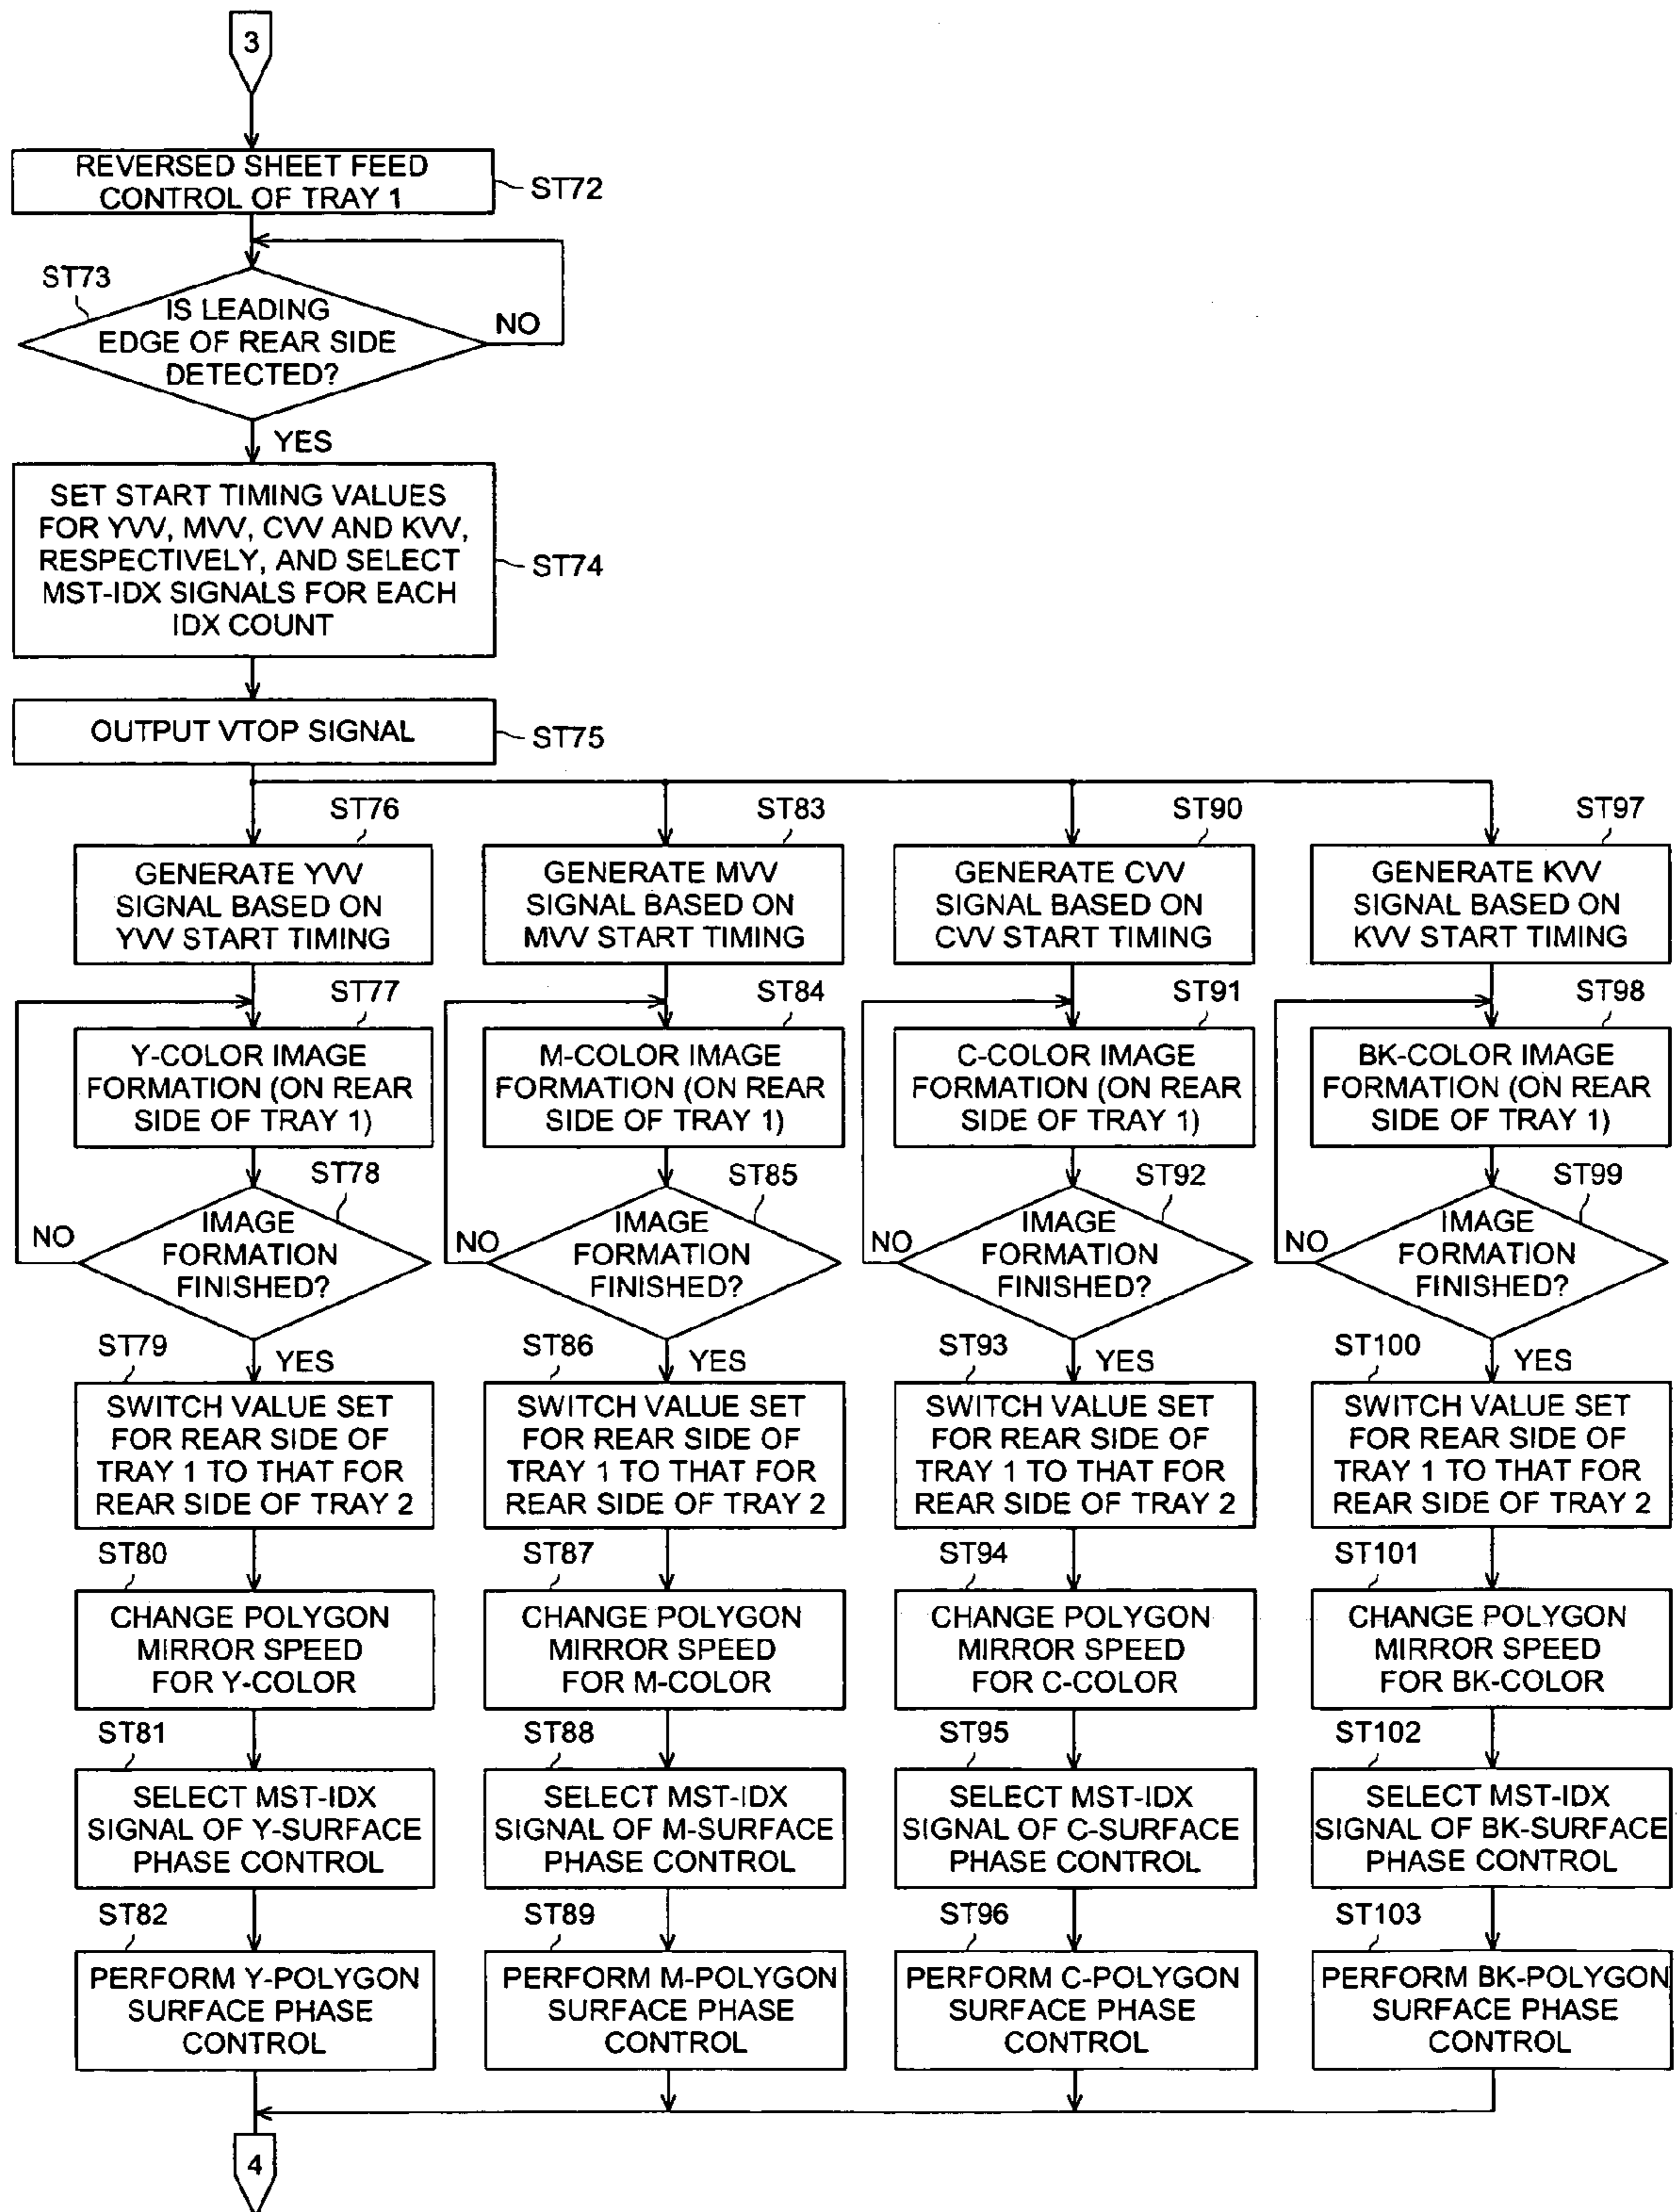 3
REVERSED SHEET FEED
CONTROL OF TRAY 1
ST72
ST73
IS LEADING
EDGE OF REAR SIDE
DETECTED?
NO
YES
SET START TIMING VALUES
FOR YVV, MVV, CVV AND KVV,
RESPECTIVELY, AND SELECT
MST-IDX SIGNALS FOR EACH
IDX COUNT
ST74
OUTPUT VTOP SIGNAL
ST75
ST76
GENERATE YVV
SIGNAL BASED ON
YVV START TIMING
ST77
Y-COLOR IMAGE
FORMATION (ON REAR
SIDE OF TRAY 1)
ST78
NO
IMAGE
FORMATION
FINISHED?
ST79
YES
SWITCH VALUE SET
FOR REAR SIDE OF
TRAY 1 TO THAT FOR
REAR SIDE OF TRAY 2
ST80
CHANGE POLYGON
MIRROR SPEED
FOR Y-COLOR
ST81
SELECT MST-IDX
SIGNAL OF Y-SURFACE
PHASE CONTROL
ST82
PERFORM Y-POLYGON
SURFACE PHASE
CONTROL
ST83
GENERATE MVV
SIGNAL BASED ON
MVV START TIMING
ST84
M-COLOR IMAGE
FORMATION (ON REAR
SIDE OF TRAY 1)
ST85
NO
IMAGE
FORMATION
FINISHED?
ST86
YES
SWITCH VALUE SET
FOR REAR SIDE OF
TRAY 1 TO THAT FOR
REAR SIDE OF TRAY 2
ST87
CHANGE POLYGON
MIRROR SPEED
FOR M-COLOR
ST88
SELECT MST-IDX
SIGNAL OF M-SURFACE
PHASE CONTROL
ST89
PERFORM M-POLYGON
SURFACE PHASE
CONTROL
ST90
GENERATE CVV
SIGNAL BASED ON
CVV START TIMING
ST91
C-COLOR IMAGE
FORMATION (ON REAR
SIDE OF TRAY 1)
ST92
NO
IMAGE
FORMATION
FINISHED?
ST93
YES
SWITCH VALUE SET
FOR REAR SIDE OF
TRAY 1 TO THAT FOR
REAR SIDE OF TRAY 2
ST94
CHANGE POLYGON
MIRROR SPEED
FOR C-COLOR
ST95
SELECT MST-IDX
SIGNAL OF C-SURFACE
PHASE CONTROL
ST96
PERFORM C-POLYGON
SURFACE PHASE
CONTROL
ST97
GENERATE KVV
SIGNAL BASED ON
KVV START TIMING
ST98
BK-COLOR IMAGE
FORMATION (ON REAR
SIDE OF TRAY 1)
ST99
NO
IMAGE
FORMATION
FINISHED?
ST100
YES
SWITCH VALUE SET
FOR REAR SIDE OF
TRAY 1 TO THAT FOR
REAR SIDE OF TRAY 2
ST101
CHANGE POLYGON
MIRROR SPEED
FOR BK-COLOR
ST102
SELECT MST-IDX
SIGNAL OF BK-SURFACE
PHASE CONTROL
ST103
PERFORM BK-POLYGON
SURFACE PHASE
CONTROL
4